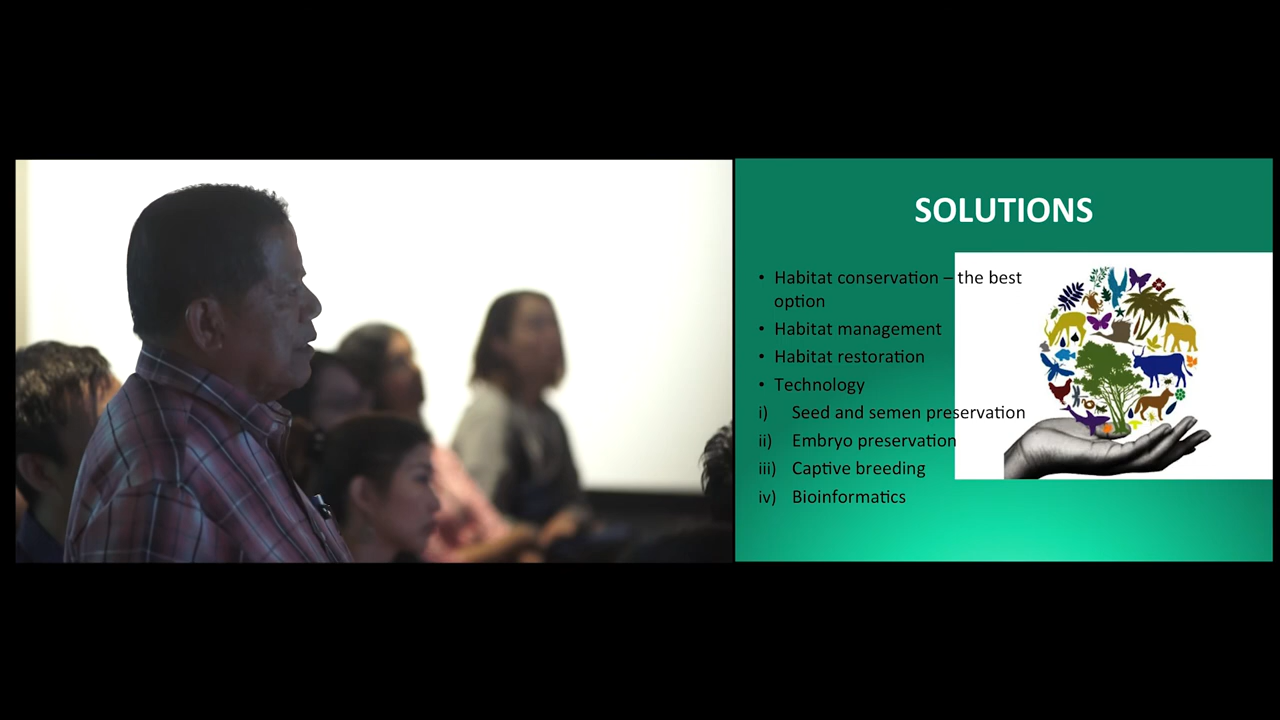 SOLUTIONS
• Habitat conservation – the best
option
• Habitat management
• Habitat restoration
• Technology
i) Seed and semen preservation
ii) Embryo preservation
iii) Captive breeding
iv) Bioinformatics